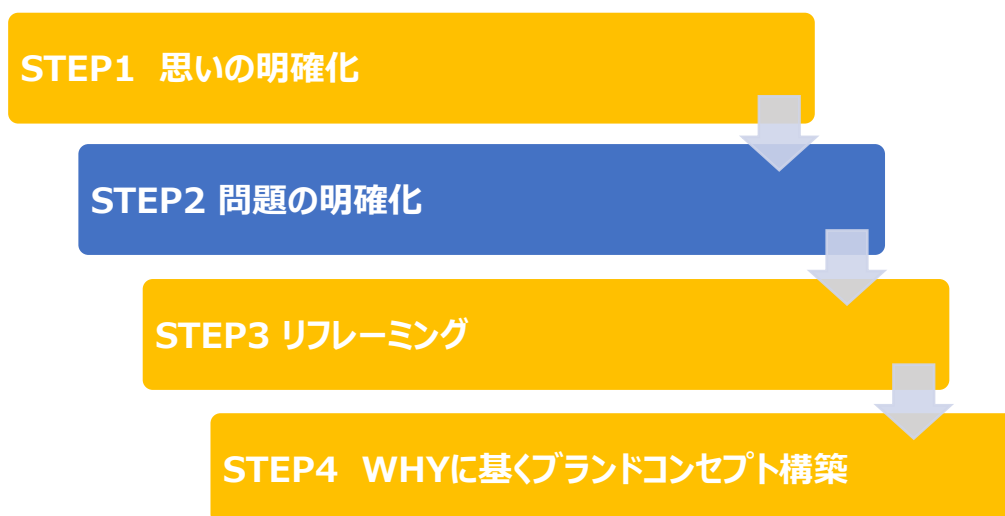 STEP1 思いの明確化
STEP2 問題の明確化
STEP3 リフレーミング
STEP4 WHYに基くブランドコンセプト構築